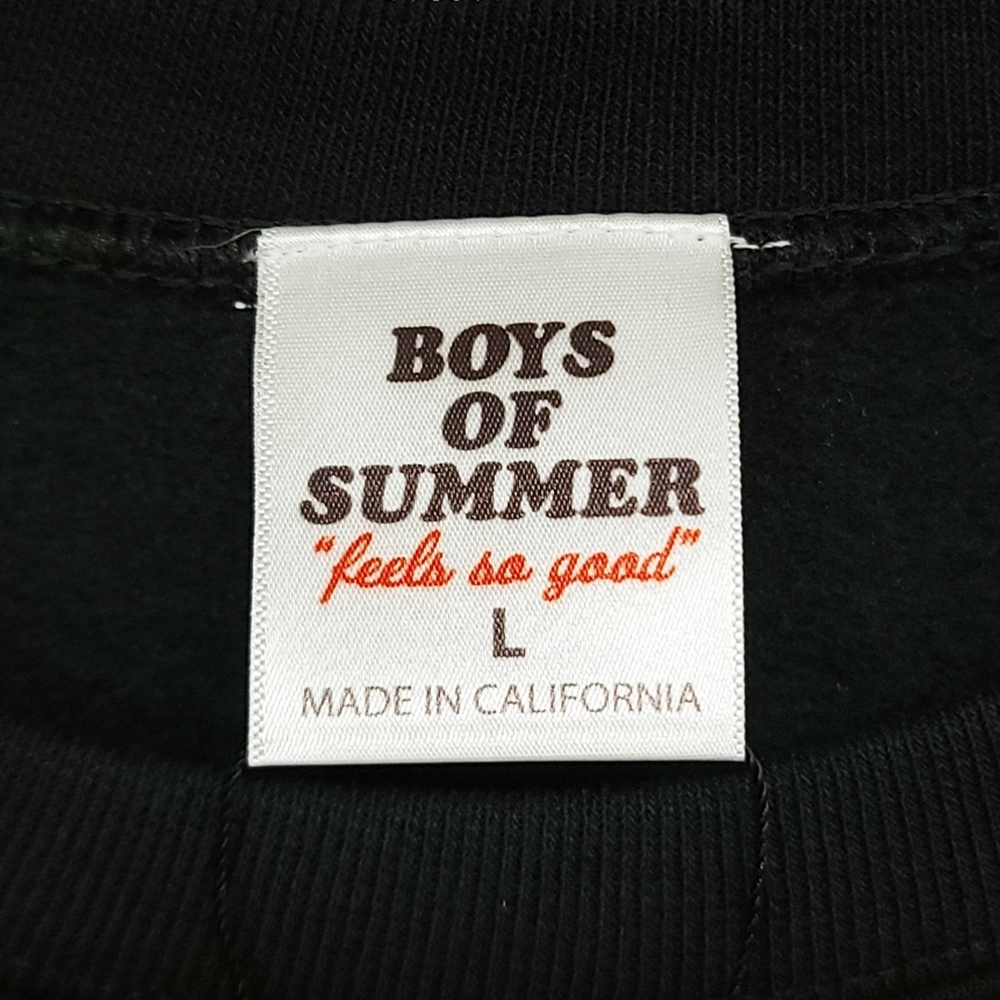 BOYS
OF
SUMMER
"feels so good"
L
MADE IN CALIFORNIA